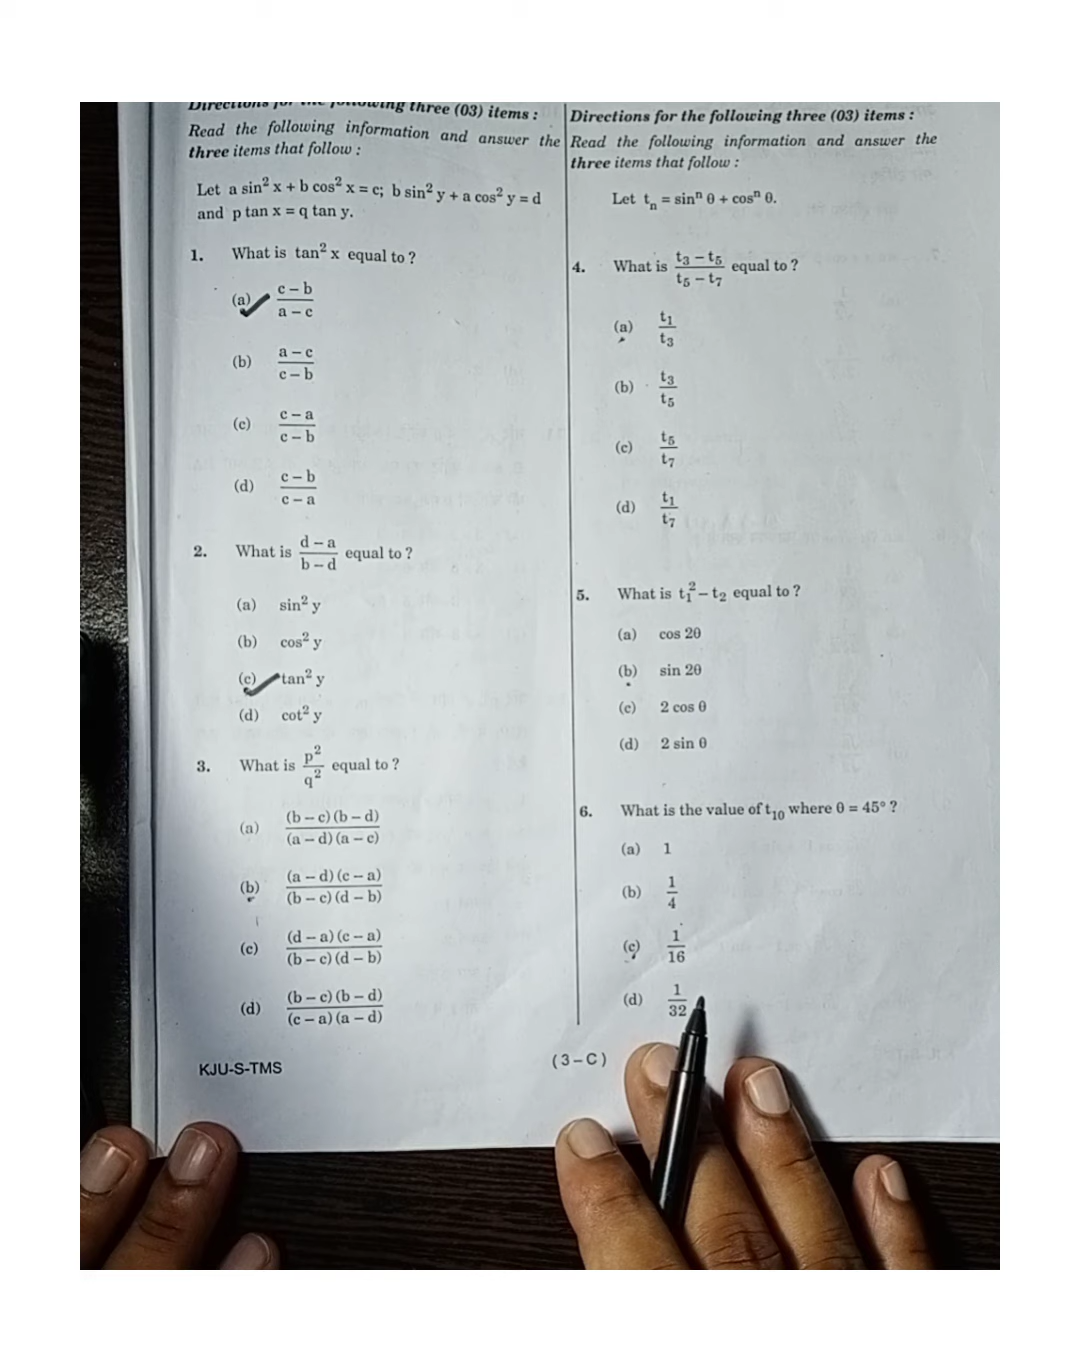 Directions for the following three (03) items :
Read the following information and answer the
three items that follow :
Let a sin² x + b cos² x = c; b sin² y + a cos² y = d
and p tan x = q tan y.
1. What is tan² x equal to ?
(a) (c – b)/(a – c)
(b) (a – c)/(c – b)
(c) (c – a)/(c – b)
(d) (c – b)/(c – a)
2. What is (d – a)/(b – d) equal to ?
(a) sin² y
(b) cos² y
(c) tan² y
(d) cot² y
3. What is p²/q² equal to ?
(a) (b – c) (b – d)/(a – d) (a – c)
(b) (a – d) (c – a)/(b – c) (d – b)
(c) (d – a) (c – a)/(b – c) (d – b)
(d) (b – c) (b – d)/(c – a) (a – d)
Directions for the following three (03) items :
Read the following information and answer the
three items that follow :
Let tₙ = sinⁿ θ + cosⁿ θ.
4. What is (t₃ – t₅)/(t₅ – t₇) equal to ?
(a) t₁/t₃
(b) t₃/t₅
(c) t₅/t₇
(d) t₁/t₇
5. What is t₁² – t₂ equal to ?
(a) cos 2θ
(b) sin 2θ
(c) 2 cos θ
(d) 2 sin θ
6. What is the value of t₁₀ where θ = 45° ?
(a) 1
(b) 1/4
(c) 1/16
(d) 1/32
KJU-S-TMS
(3–C)